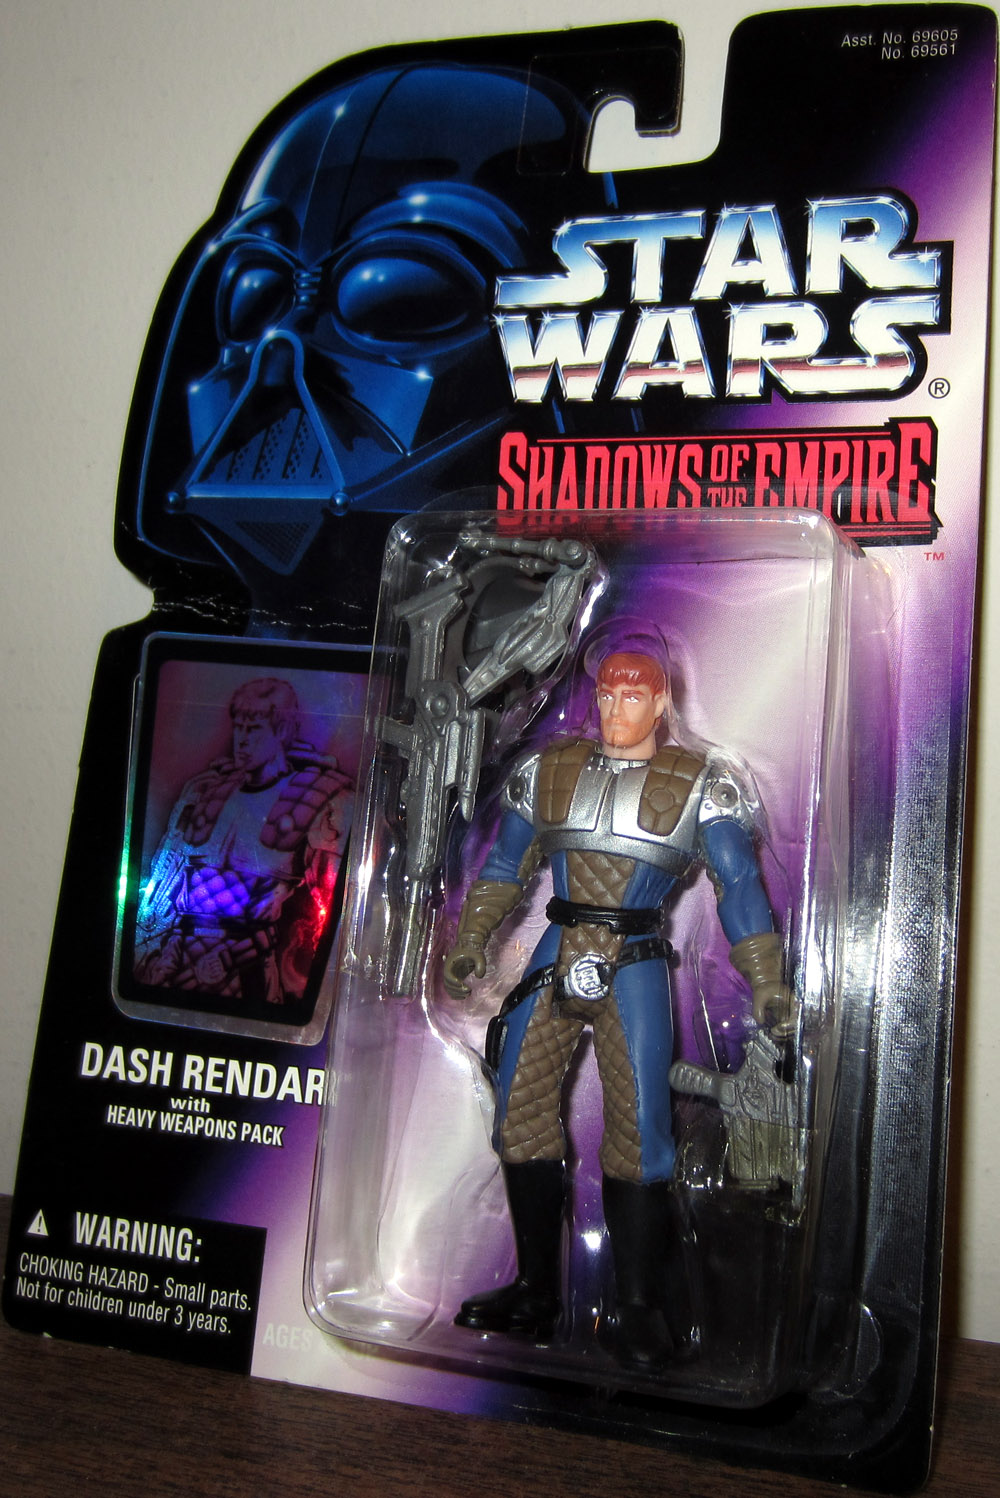 Asst. No. 69605
No. 69561
STAR
WARS ®
SHADOWS OF THE EMPIRE
TM
DASH RENDAR
with
HEAVY WEAPONS PACK
WARNING:
CHOKING HAZARD - Small parts.
Not for children under 3 years.
AGES